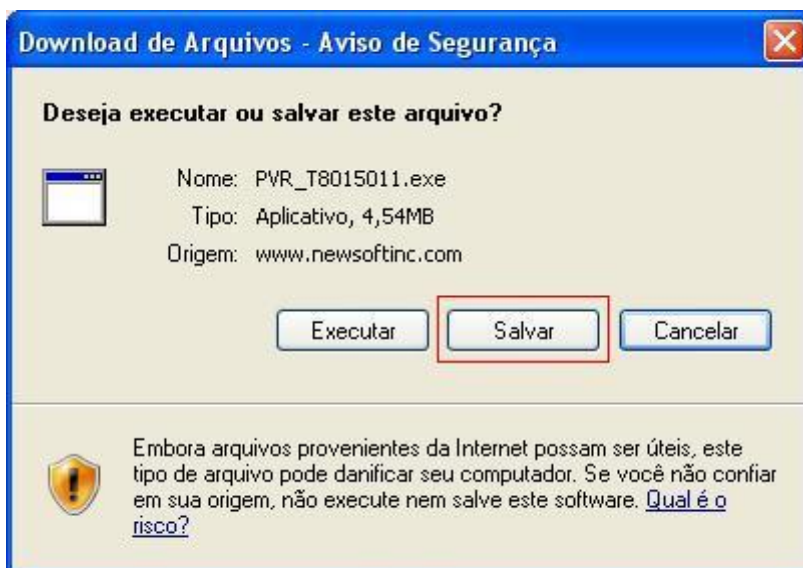 Download de Arquivos - Aviso de Segurança
Deseja executar ou salvar este arquivo?
Nome: PVR_T8015011.exe
Tipo: Aplicativo, 4,54MB
Origem: www.newsoftinc.com
Executar Salvar Cancelar
Embora arquivos provenientes da Internet possam ser úteis, este
tipo de arquivo pode danificar seu computador. Se você não confiar
em sua origem, não execute nem salve este software. Qual é o
risco?